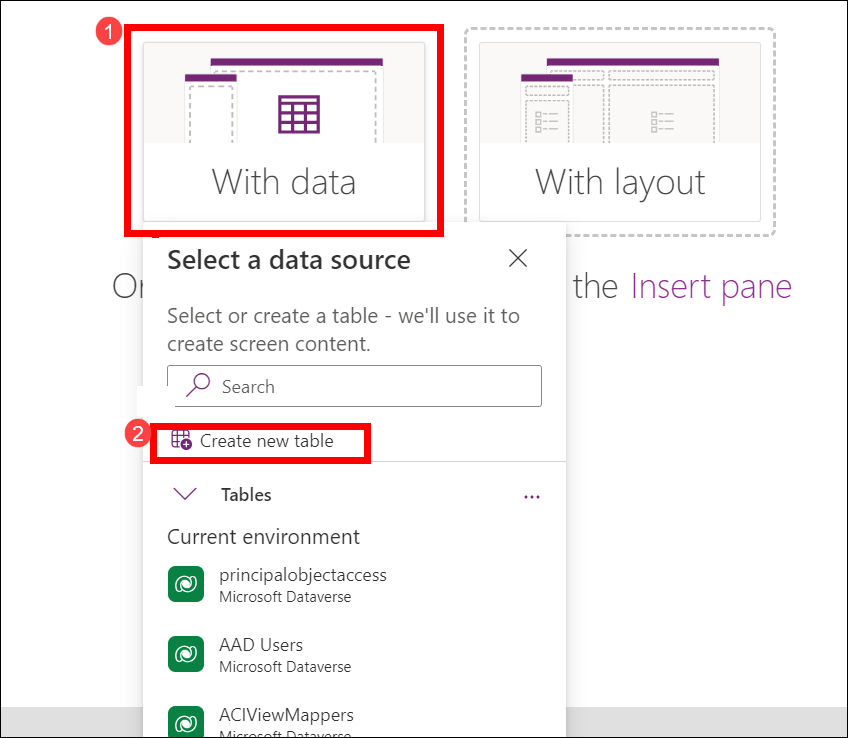 1
With data
With layout
Select a data source
the Insert pane
Select or create a table - we'll use it to
create screen content.
Search
2
Create new table
Tables
...
Current environment
principalobjectaccess
Microsoft Dataverse
AAD Users
Microsoft Dataverse
ACIViewMappers
Microsoft Dataverse